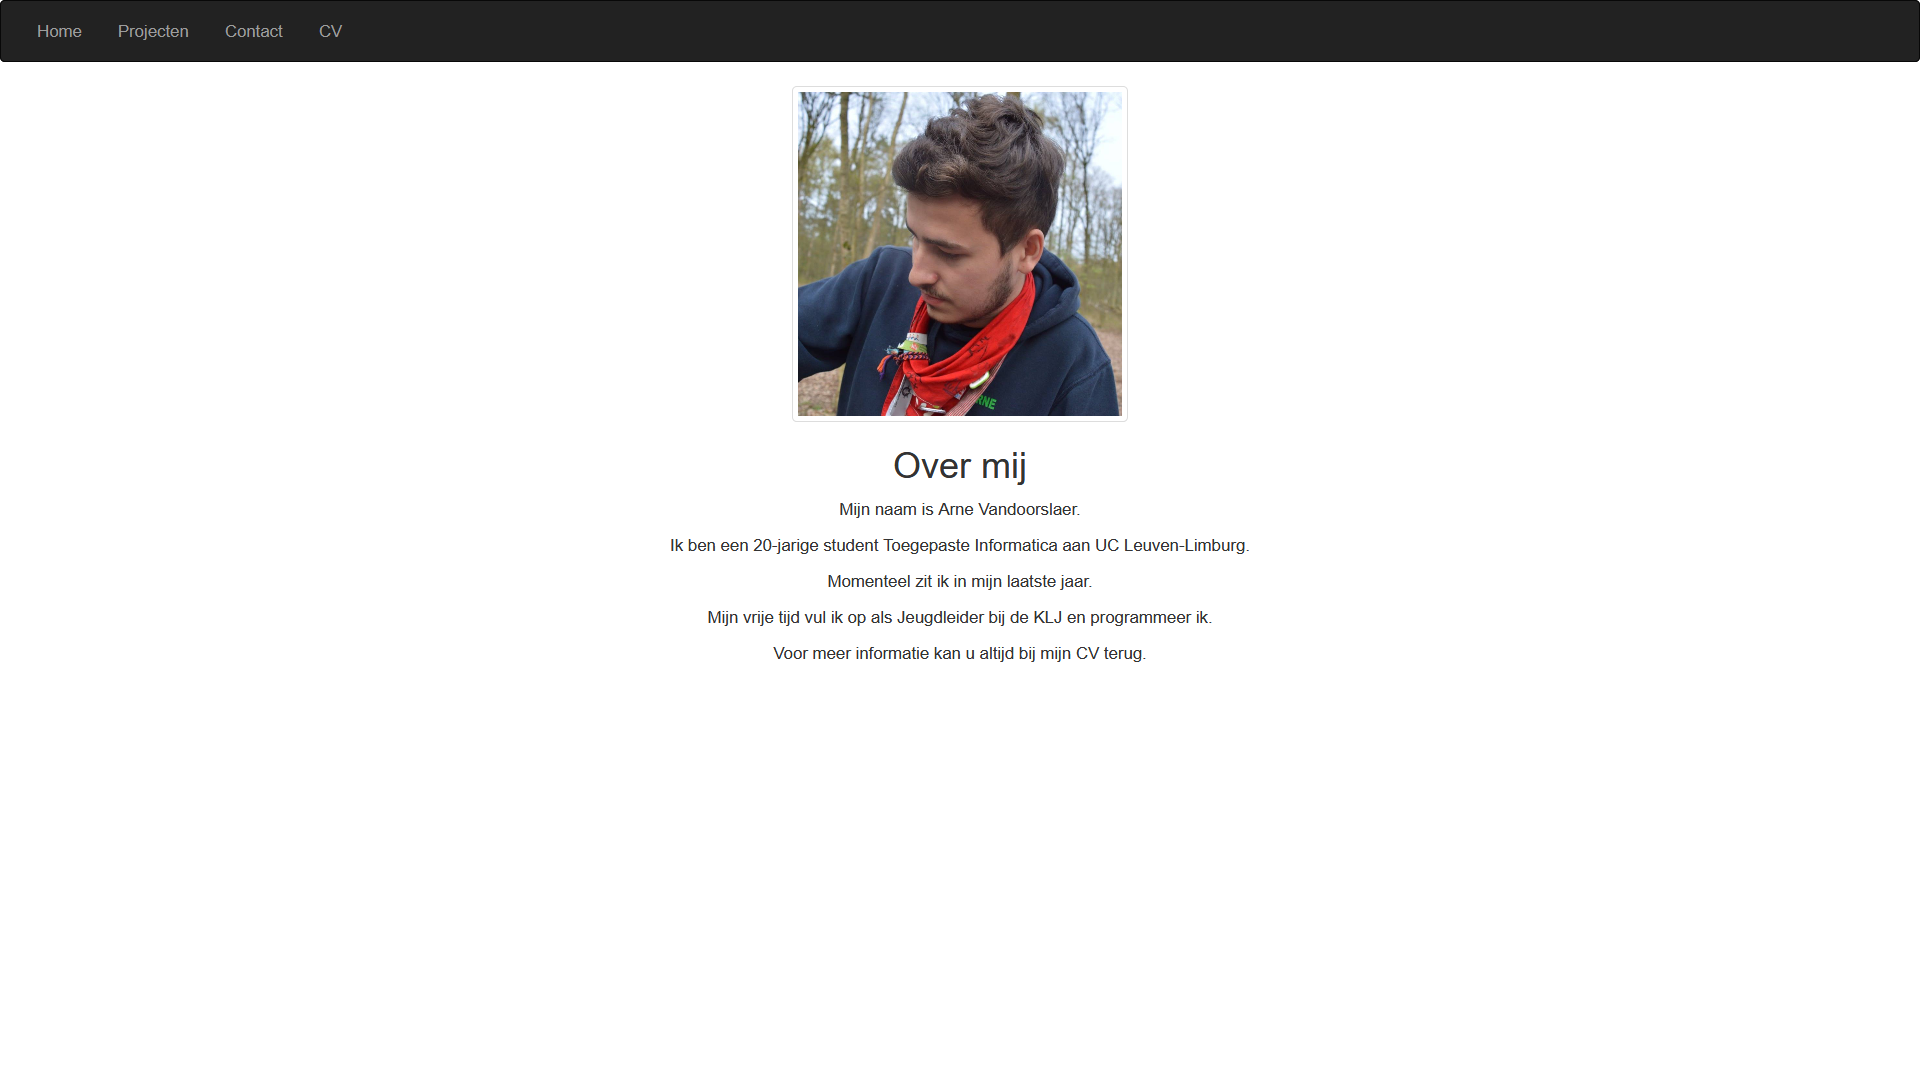 Home Projecten Contact CV
RNE
Over mij
Mijn naam is Arne Vandoorslaer.
Ik ben een 20-jarige student Toegepaste Informatica aan UC Leuven-Limburg.
Momenteel zit ik in mijn laatste jaar.
Mijn vrije tijd vul ik op als Jeugdleider bij de KLJ en programmeer ik.
Voor meer informatie kan u altijd bij mijn CV terug.